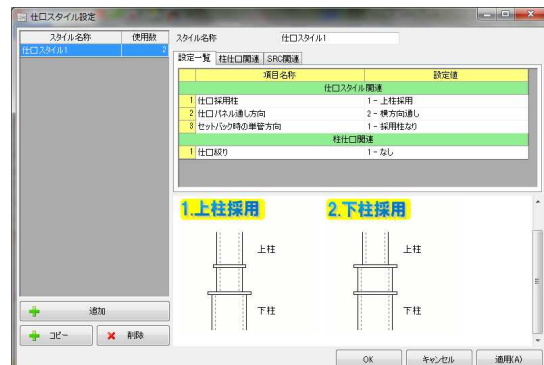 仕口スタイル設定
スタイル名称 使用数
仕口スタイル1 2
スタイル名称 仕口スタイル1
設定一覧 柱仕口関連 SRC関連
項目名称 設定値
仕口スタイル関連
1 仕口採用柱 1 - 上柱採用
2 仕口パネル通し方向 2 - 横方向通し
3 セットバック時の単管方向 1 - 採用柱なり
柱仕口関連
1 仕口絞り 1 - なし
1.上柱採用 2.下柱採用
上柱 上柱
下柱 下柱
追加
コピー 削除
OK キャンセル 適用(A)